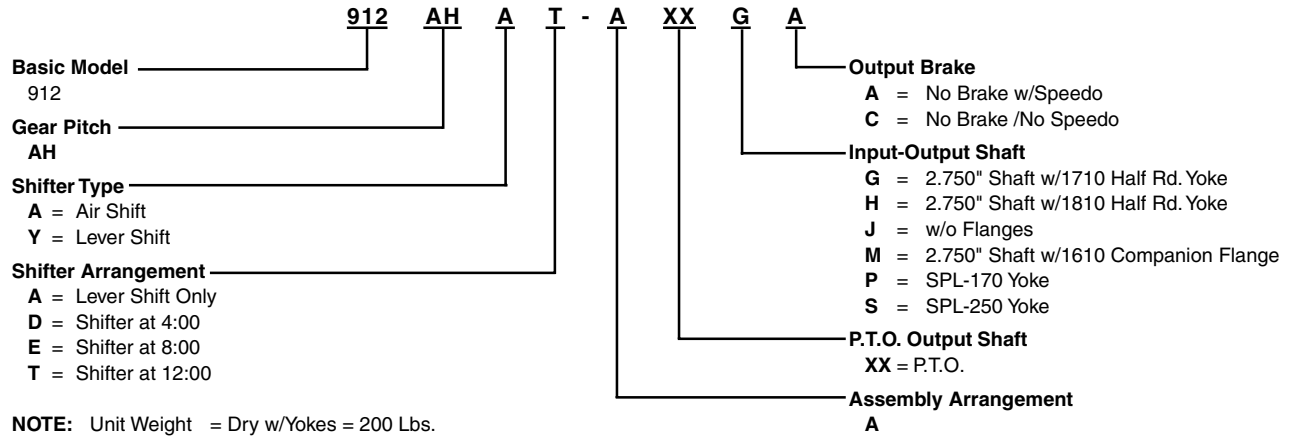 912 AH A T - A XX G A
Basic Model
912
Gear Pitch
AH
Shifter Type
A = Air Shift
Y = Lever Shift
Shifter Arrangement
A = Lever Shift Only
D = Shifter at 4:00
E = Shifter at 8:00
T = Shifter at 12:00
NOTE: Unit Weight = Dry w/Yokes = 200 Lbs.
Output Brake
A = No Brake w/Speedo
C = No Brake /No Speedo
Input-Output Shaft
G = 2.750" Shaft w/1710 Half Rd. Yoke
H = 2.750" Shaft w/1810 Half Rd. Yoke
J = w/o Flanges
M = 2.750" Shaft w/1610 Companion Flange
P = SPL-170 Yoke
S = SPL-250 Yoke
P.T.O. Output Shaft
XX = P.T.O.
Assembly Arrangement
A